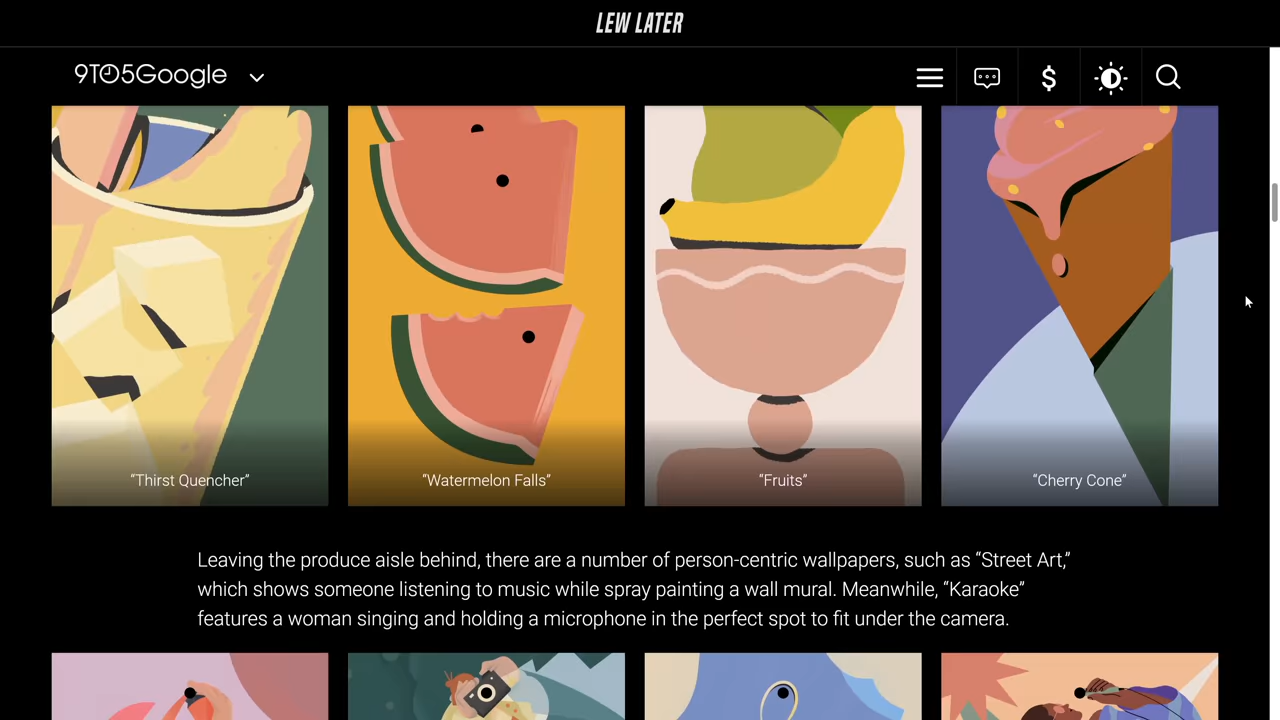 LEW LATER
9TO5Google
"Thirst Quencher"
"Watermelon Falls"
"Fruits"
"Cherry Cone"
Leaving the produce aisle behind, there are a number of person-centric wallpapers, such as “Street Art,”
which shows someone listening to music while spray painting a wall mural. Meanwhile, “Karaoke”
features a woman singing and holding a microphone in the perfect spot to fit under the camera.